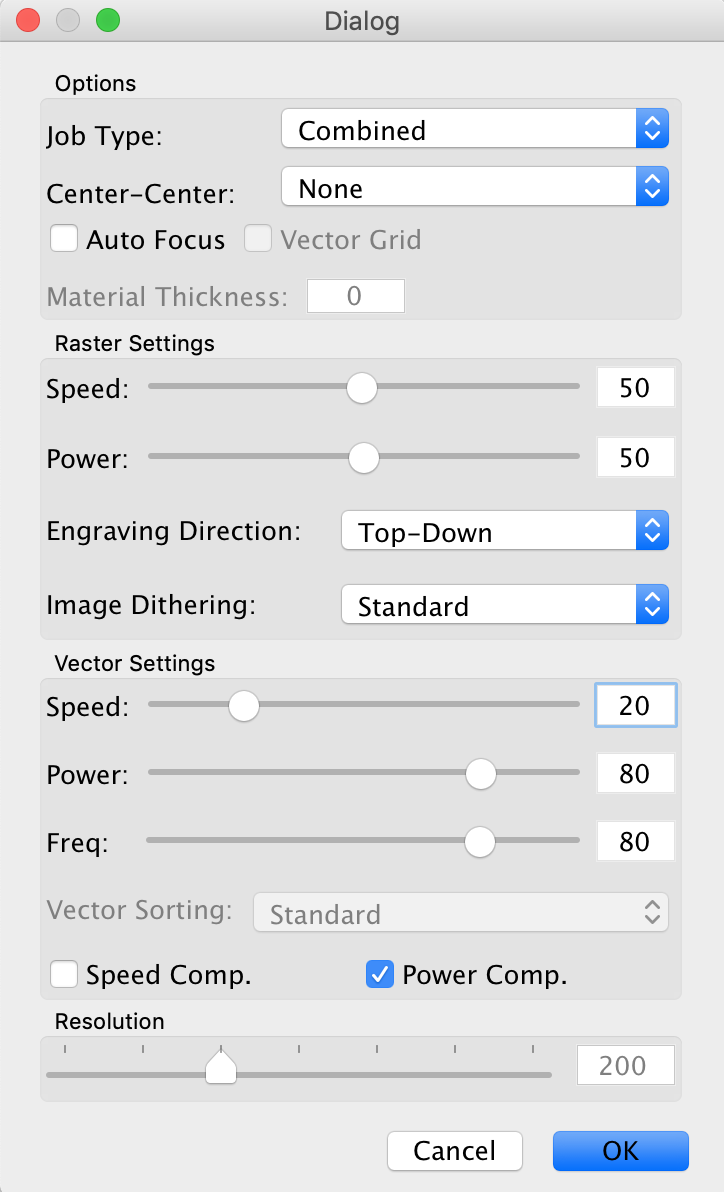 Dialog
Options
Job Type: Combined
Center-Center: None
Auto Focus Vector Grid
Material Thickness: 0
Raster Settings
Speed: 50
Power: 50
Engraving Direction: Top-Down
Image Dithering: Standard
Vector Settings
Speed: 20
Power: 80
Freq: 80
Vector Sorting: Standard
Speed Comp. Power Comp.
Resolution
200
Cancel OK